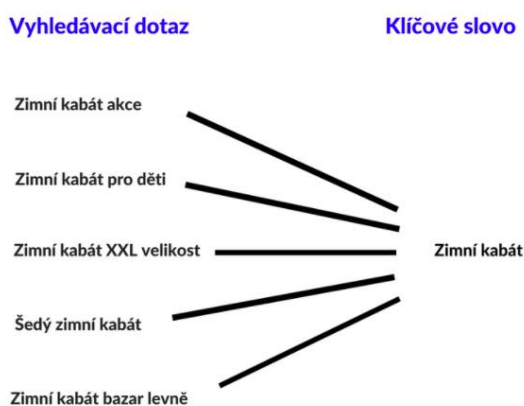 Vyhledávací dotaz
Klíčové slovo
Zimní kabát akce
Zimní kabát pro děti
Zimní kabát XXL velikost
Zimní kabát
Šedý zimní kabát
Zimní kabát bazar levně